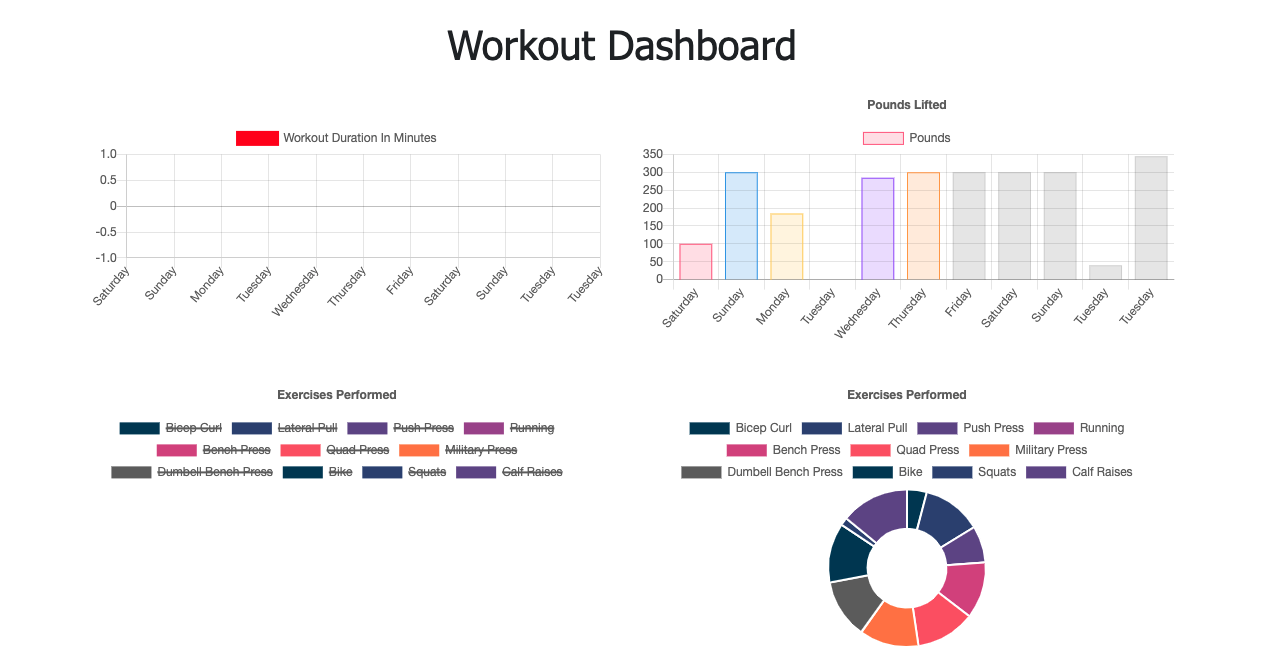 Workout Dashboard
Workout Duration In Minutes
1.0
0.5
0
-0.5
-1.0
Saturday Sunday Monday Tuesday Wednesday Thursday Friday Saturday Sunday Tuesday Tuesday
Pounds Lifted
Pounds
350
300
250
200
150
100
50
0
Saturday Sunday Monday Tuesday Wednesday Thursday Friday Saturday Sunday Tuesday Tuesday
Exercises Performed
Bicep Curl Lateral Pull Push Press Running
Bench Press Quad Press Military Press
Dumbell Bench Press Bike Squats Calf Raises
Exercises Performed
Bicep Curl Lateral Pull Push Press Running
Bench Press Quad Press Military Press
Dumbell Bench Press Bike Squats Calf Raises